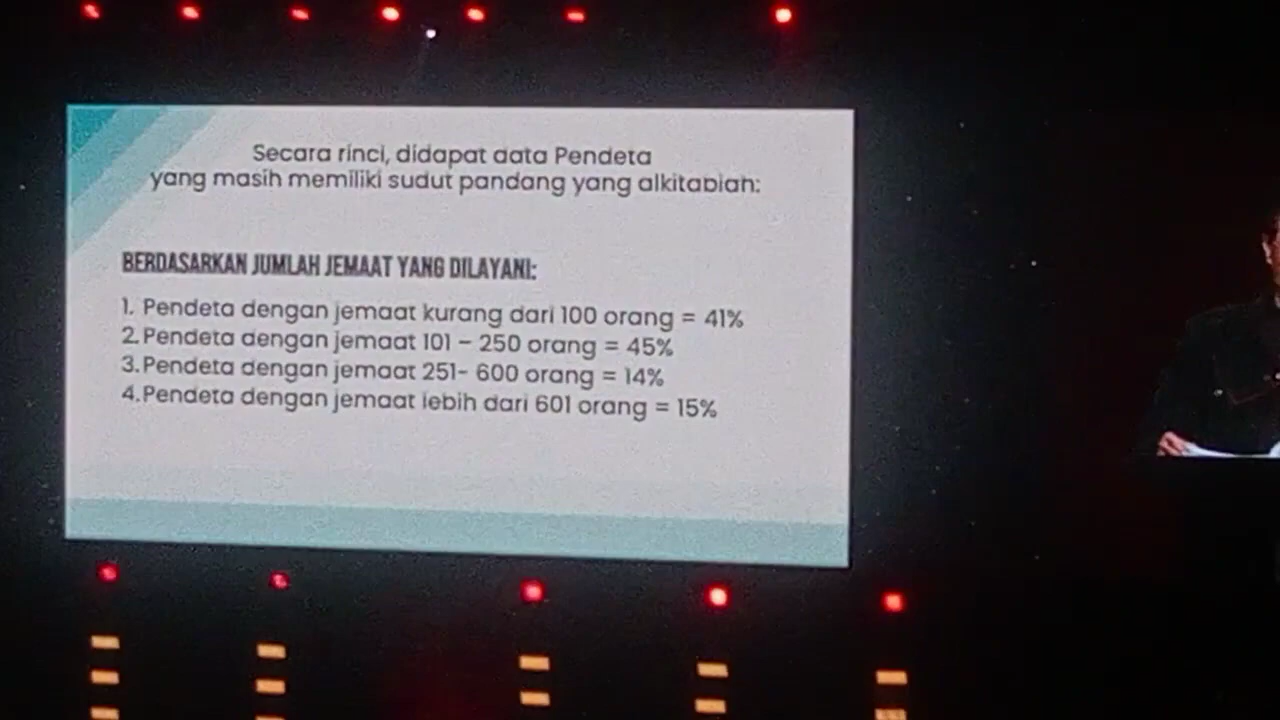 Secara rinci, didapat data Pendeta
yang masih memiliki sudut pandang yang alkitabiah:
BERDASARKAN JUMLAH JEMAAT YANG DILAYANI:
1. Pendeta dengan jemaat kurang dari 100 orang = 41%
2. Pendeta dengan jemaat 101 – 250 orang = 45%
3. Pendeta dengan jemaat 251- 600 orang = 14%
4. Pendeta dengan jemaat lebih dari 601 orang = 15%